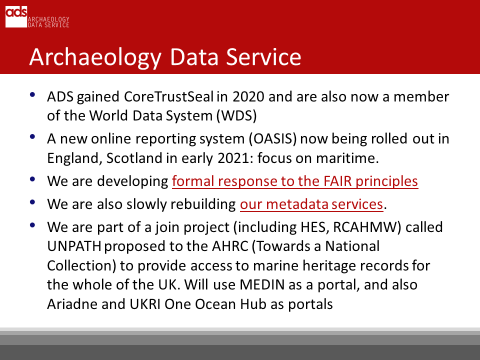 ads
ARCHAEOLOGY
DATA SERVICE
Archaeology Data Service
• ADS gained CoreTrustSeal in 2020 and are also now a member
of the World Data System (WDS)
• A new online reporting system (OASIS) now being rolled out in
England, Scotland in early 2021: focus on maritime.
• We are developing formal response to the FAIR principles
• We are also slowly rebuilding our metadata services.
• We are part of a join project (including HES, RCAHMW) called
UNPATH proposed to the AHRC (Towards a National
Collection) to provide access to marine heritage records for
the whole of the UK. Will use MEDIN as a portal, and also
Ariadne and UKRI One Ocean Hub as portals